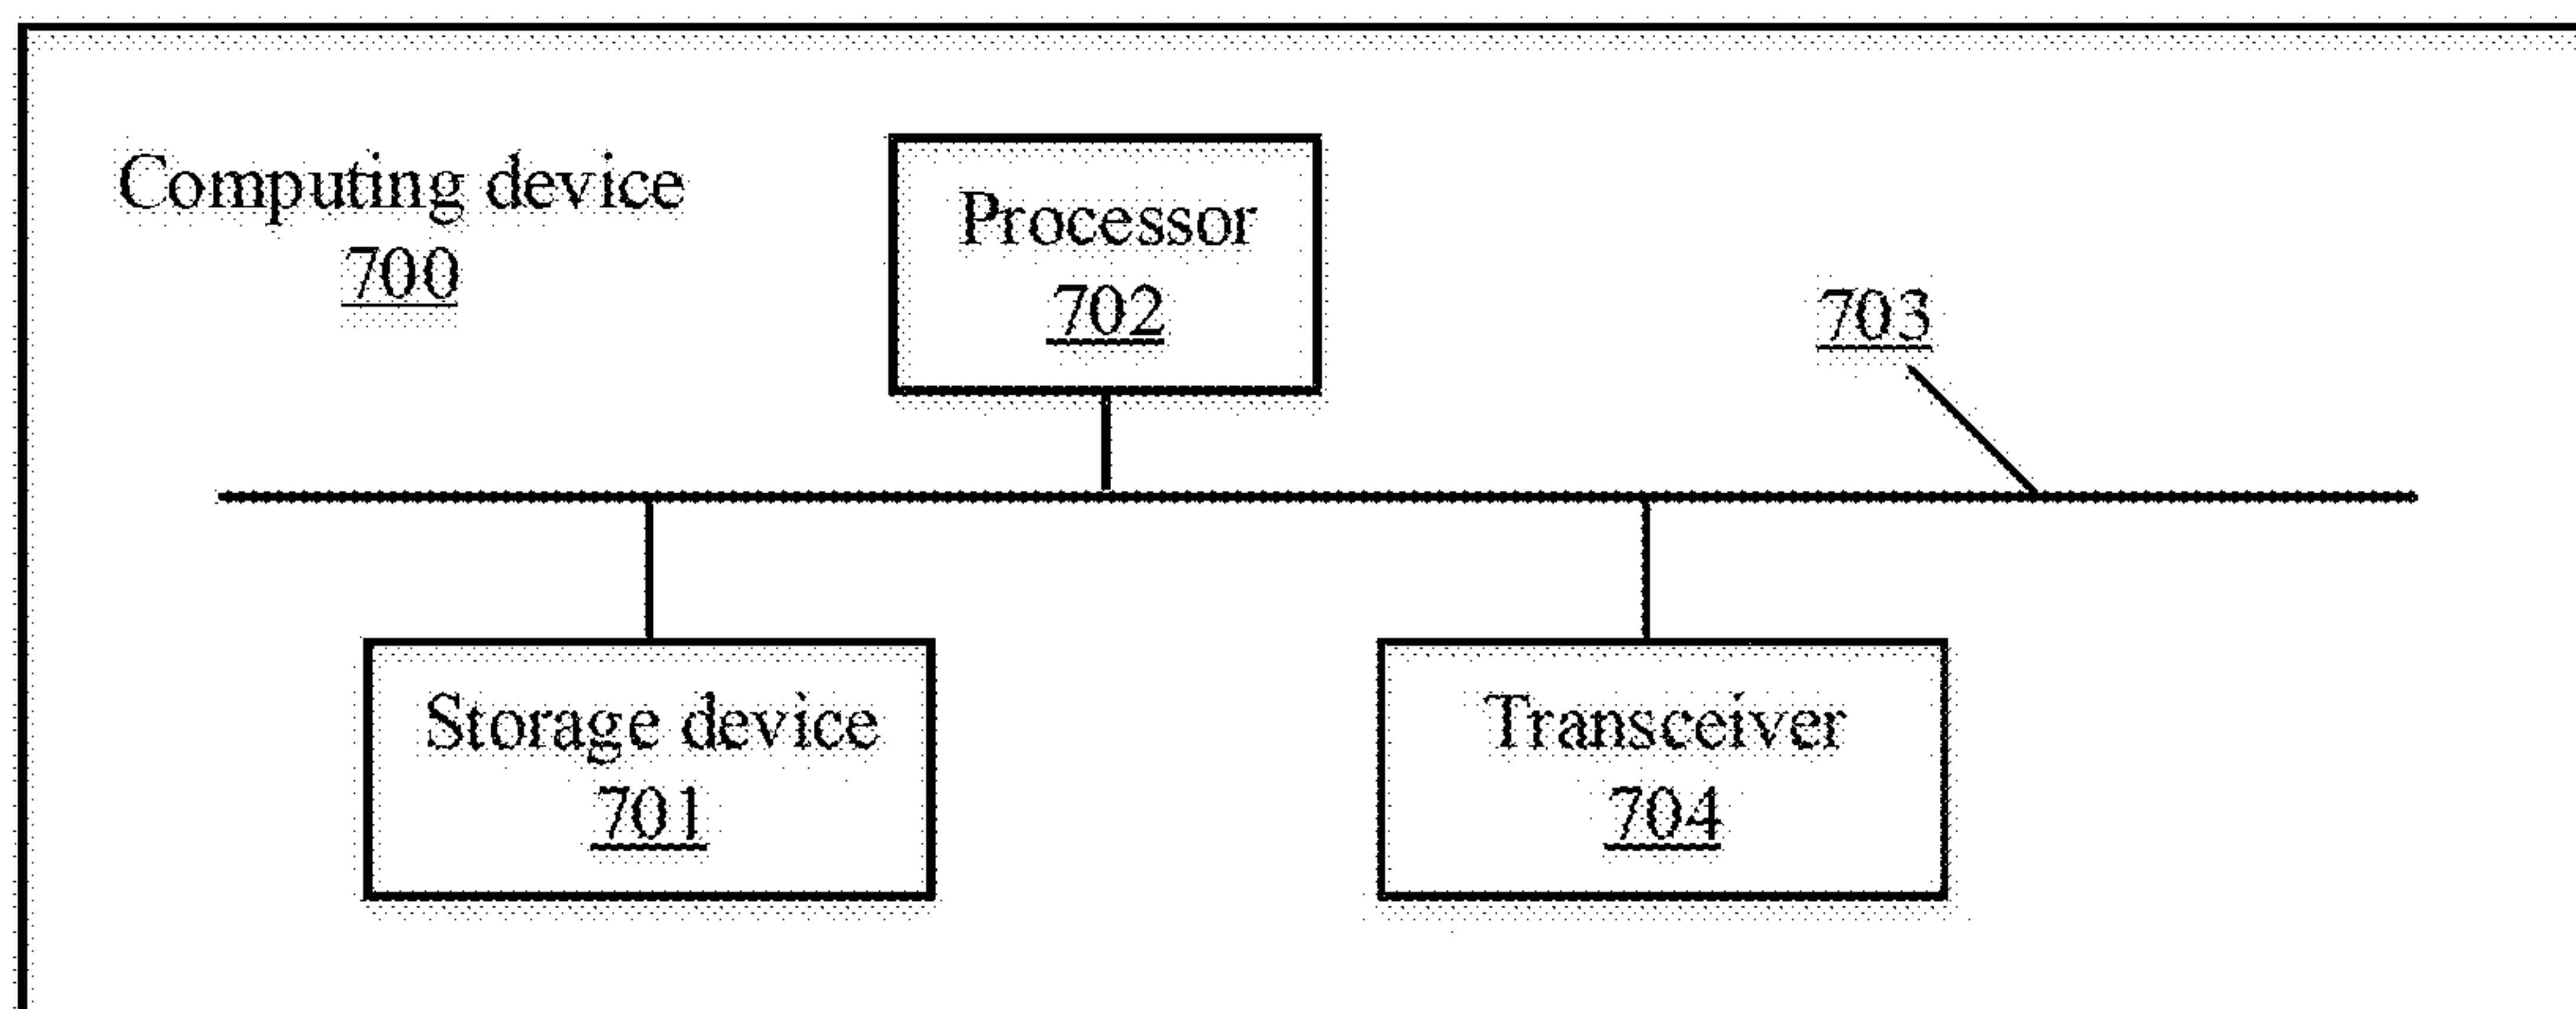 Computing device
700
Processor
702
703
Storage device
701
Transceiver
704